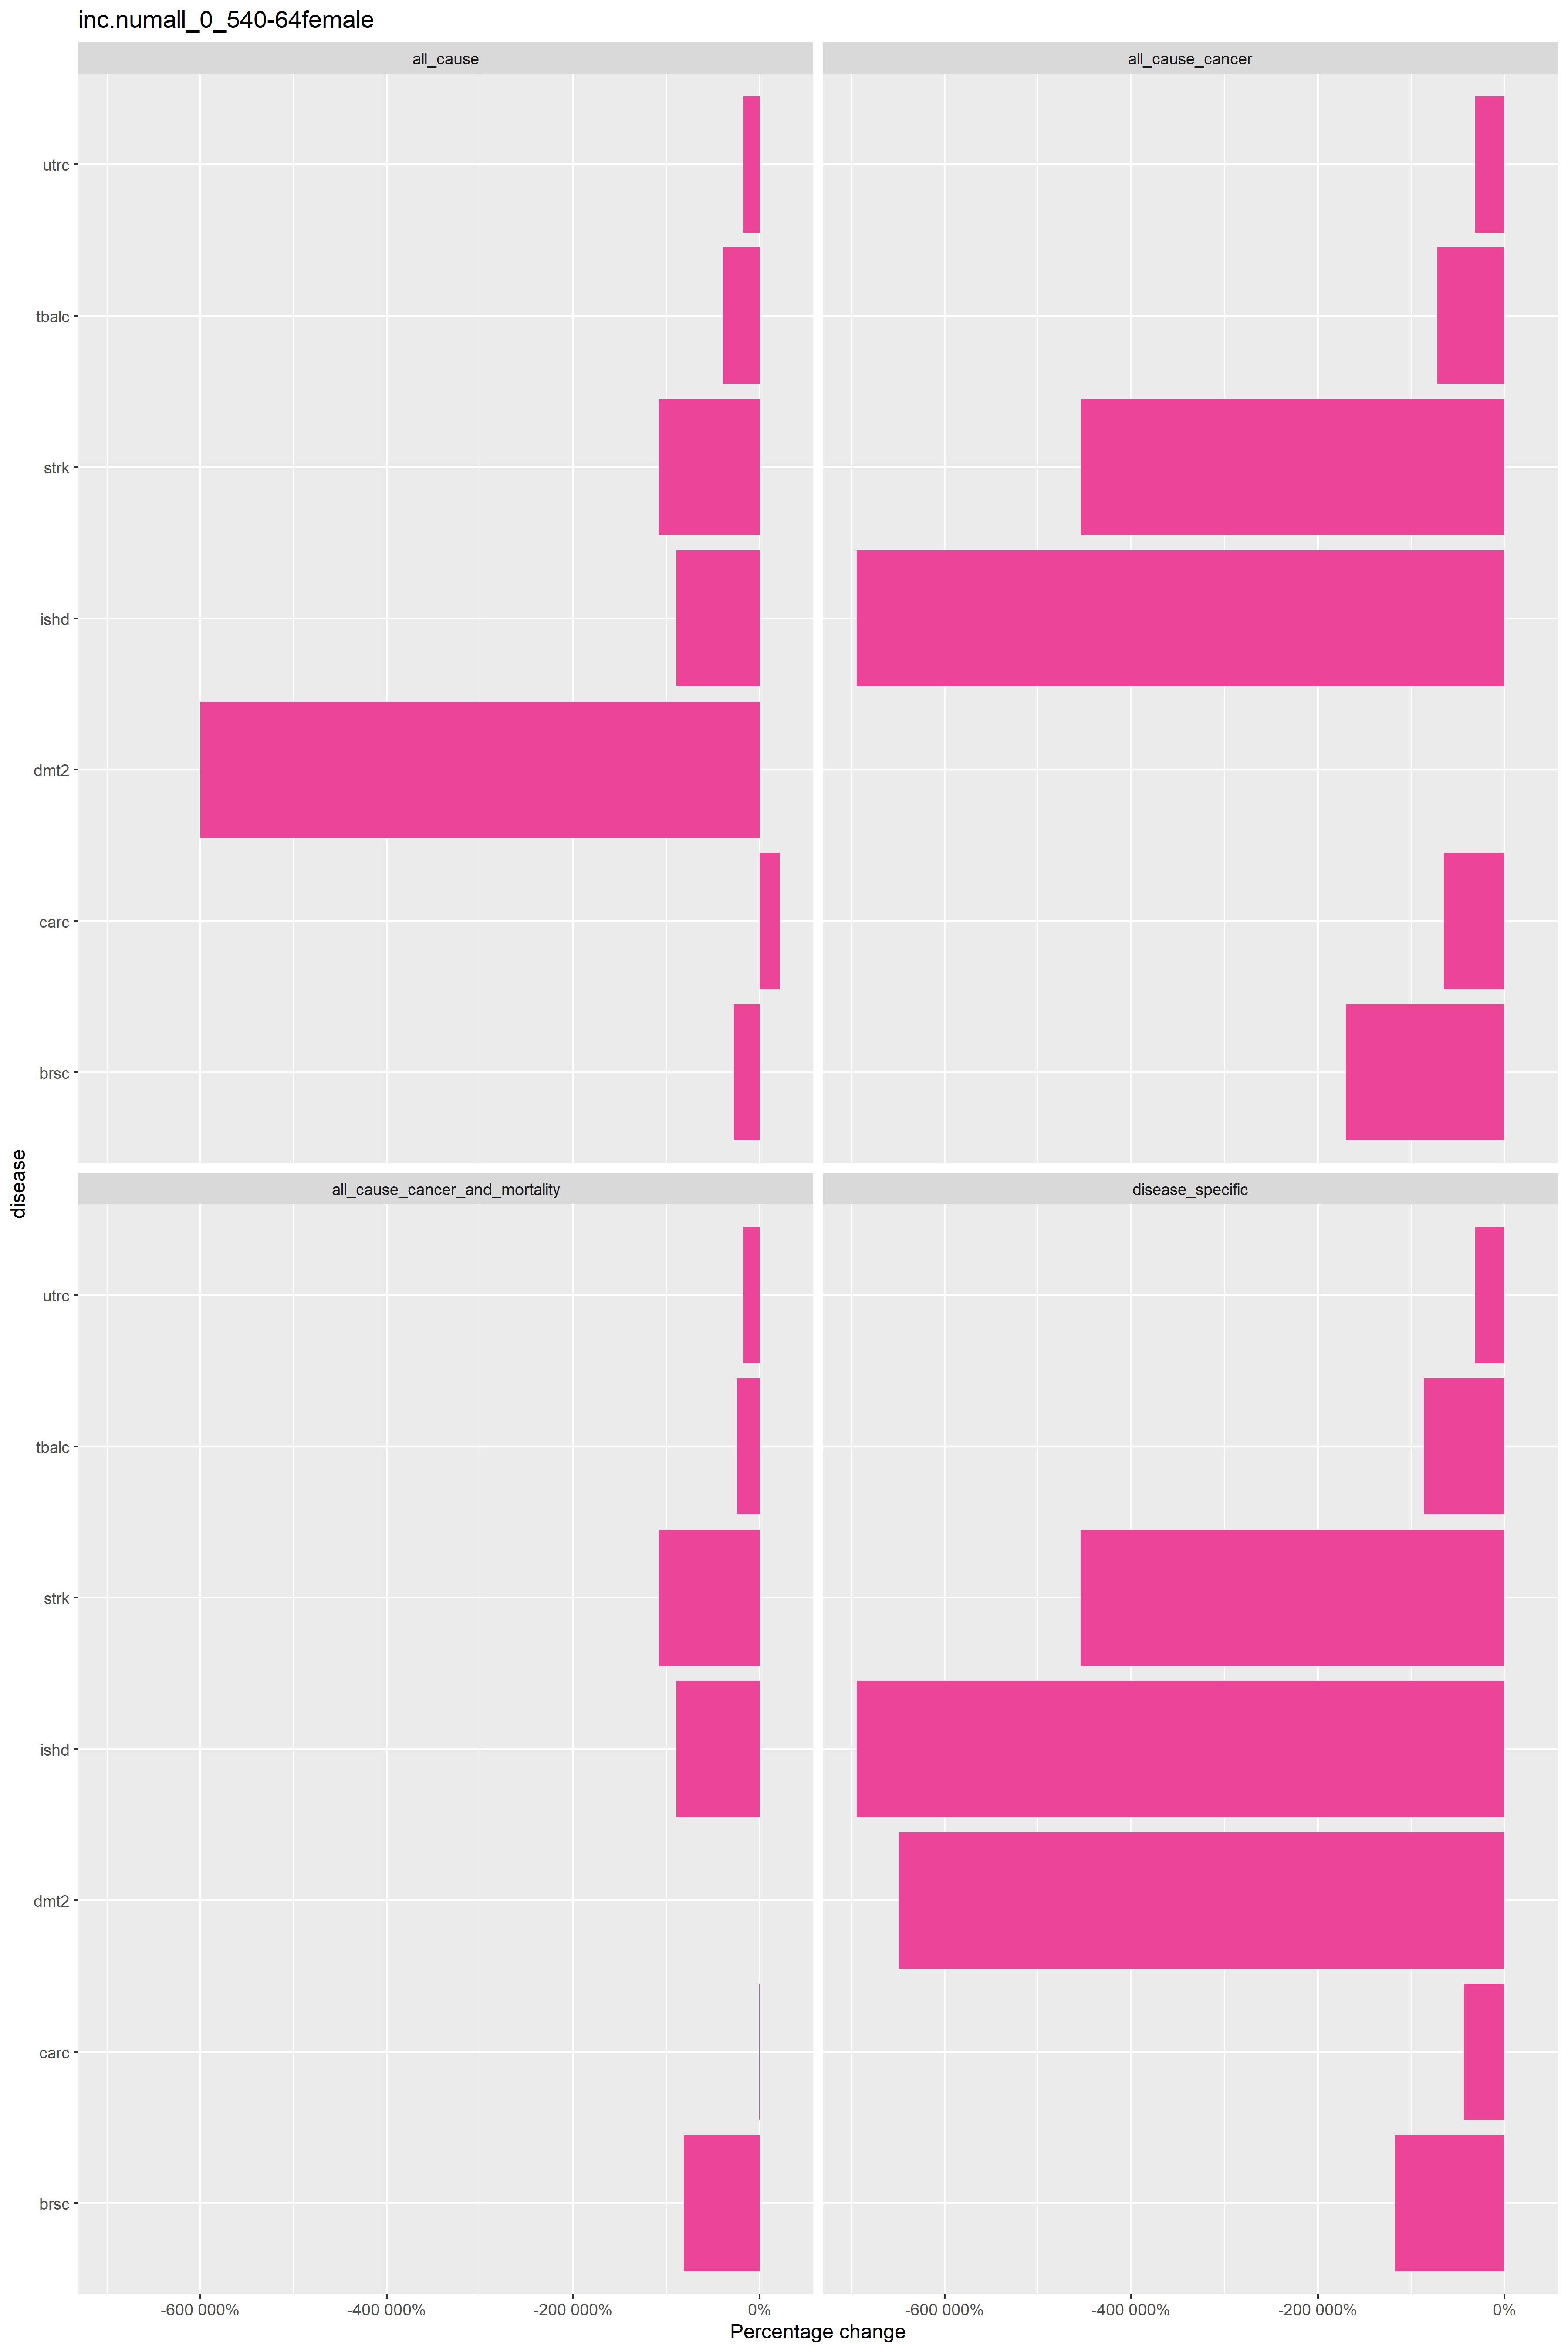 inc.numall_0_540-64female
all_cause
all_cause_cancer
utrc
tbalc
strk
ishd
dmt2
carc
brsc
disease
all_cause_cancer_and_mortality
disease_specific
utrc
tbalc
strk
ishd
dmt2
carc
brsc
-600 000%
-400 000%
-200 000%
0%
-600 000%
-400 000%
-200 000%
0%
Percentage change